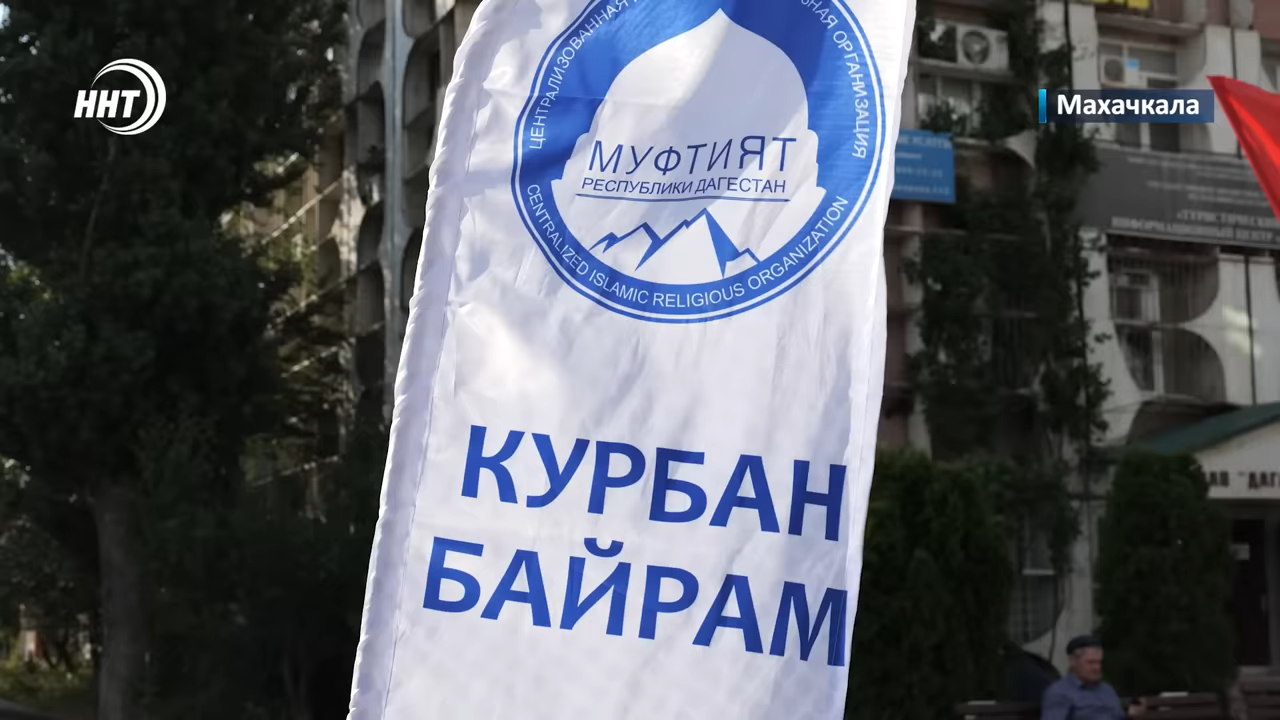 ННТ
Махачкала
ЦЕНТРАЛИЗОВАННАЯ
ОРГАНИЗАЦИЯ
МУФТИЯТ
РЕСПУБЛИКИ ДАГЕСТАН
CENTRALIZED ISLAMIC RELIGIOUS ORGANIZATION
КУРБАН
БАЙРАМ